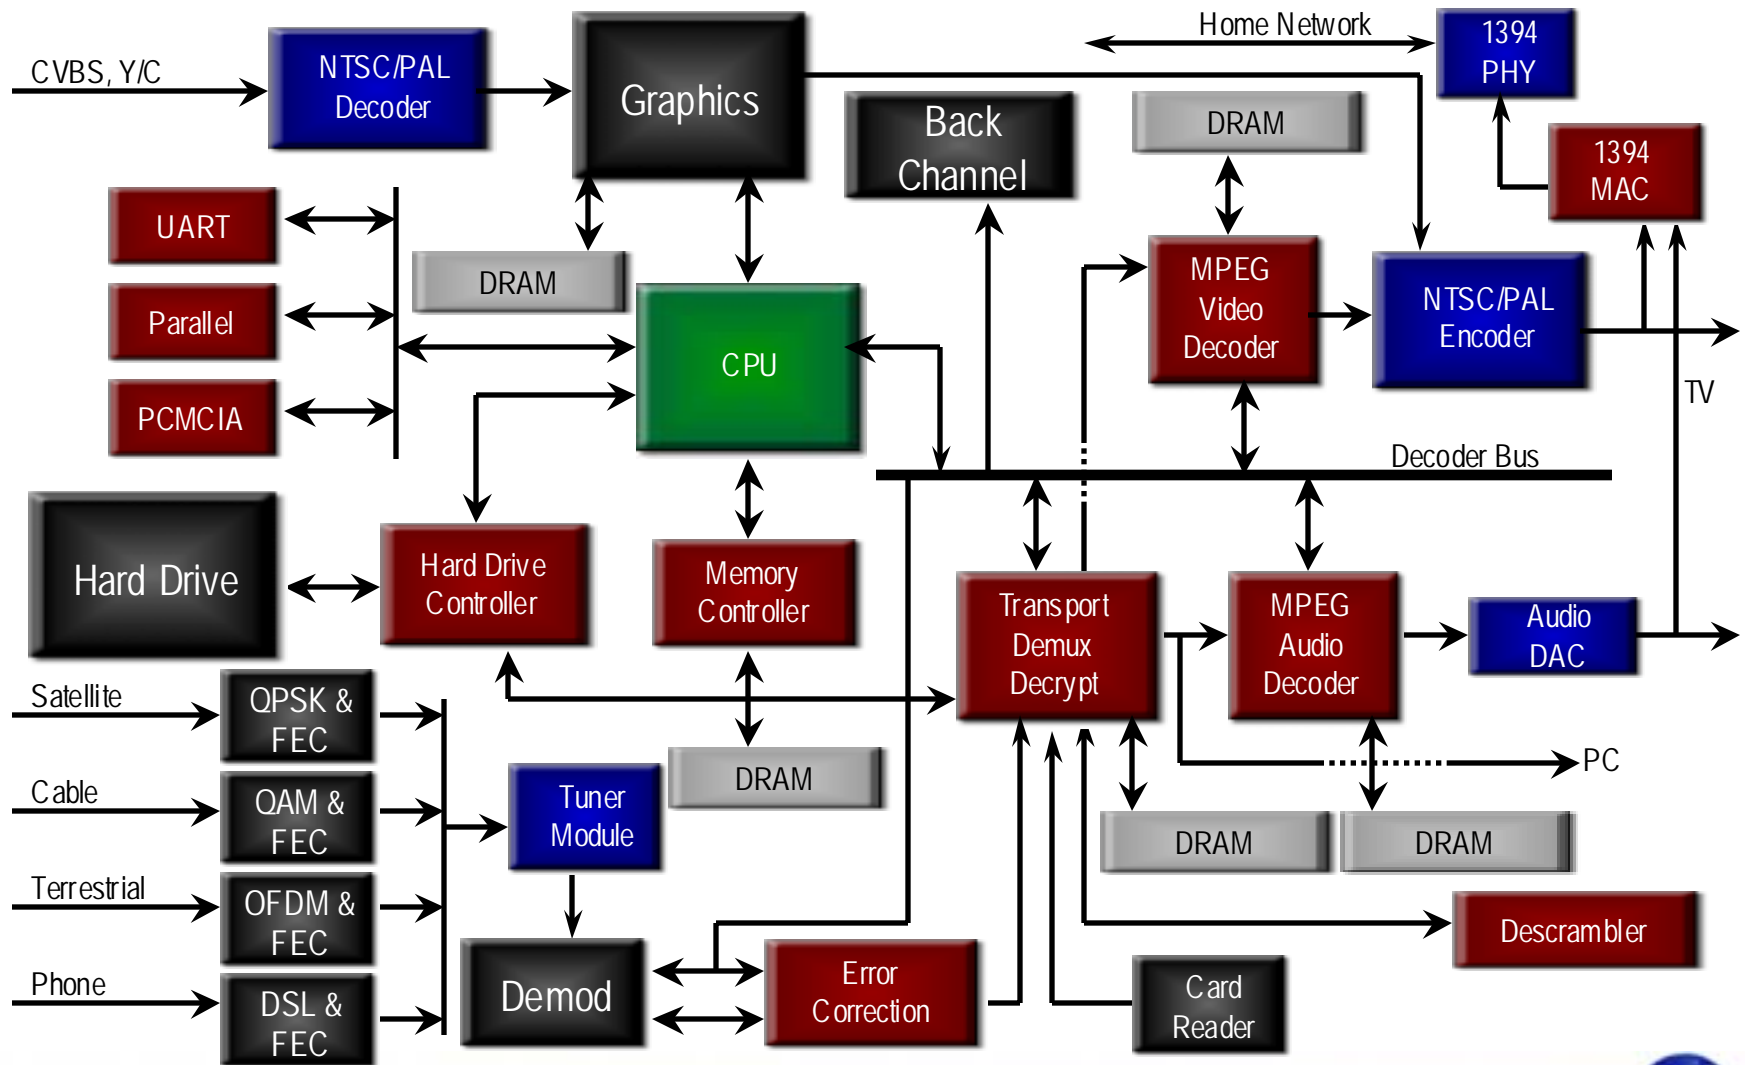 CVBS, Y/C
NTSC/PAL
Decoder
Graphics
Home Network
1394
PHY
Back
Channel
DRAM
1394
MAC
UART
Parallel
PCMCIA
DRAM
CPU
MPEG
Video
Decoder
NTSC/PAL
Encoder
TV
Decoder Bus
Hard Drive
Hard Drive
Controller
Memory
Controller
Transport
Demux
Decrypt
MPEG
Audio
Decoder
Audio
DAC
Satellite
QPSK &
FEC
Cable
QAM &
FEC
Terrestrial
OFDM &
FEC
Phone
DSL &
FEC
Tuner
Module
DRAM
PC
DRAM
DRAM
Descrambler
Demod
Error
Correction
Card
Reader